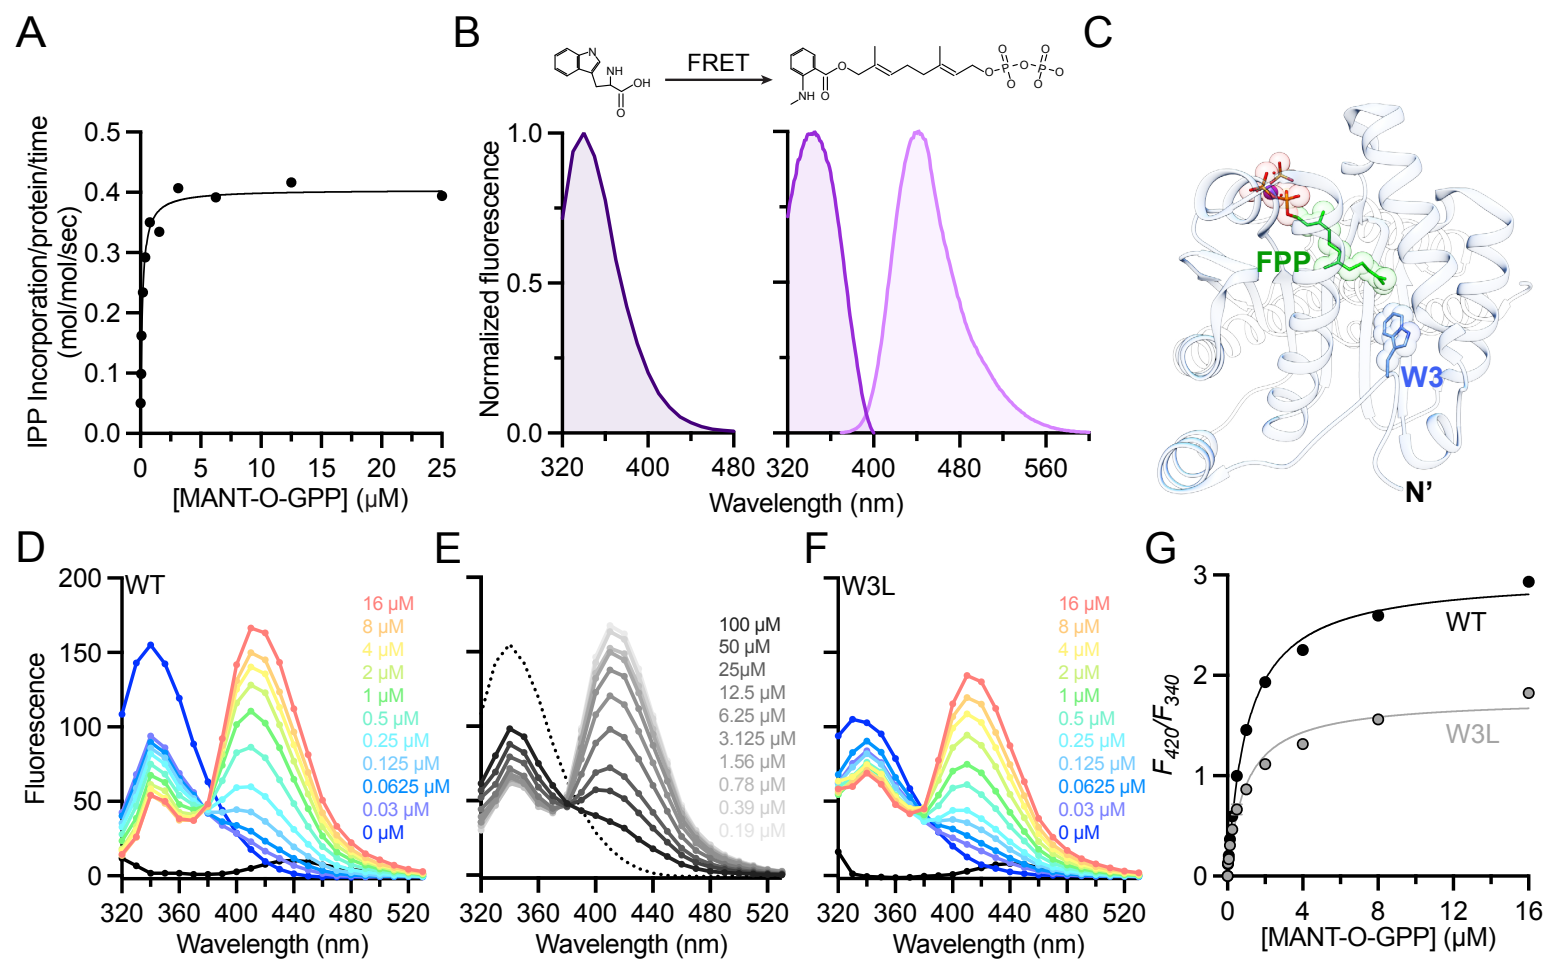 A
IPP Incorporation/protein/time
(mol/mol/sec)
0.5
0.4
0.3
0.2
0.1
0.0
0 5 10 15 20 25
[MANT-O-GPP] (µM)
B
N
NH
OH
O
FRET
O
O
NH
O
O
P
O
O
O
P
O
O
O
Normalized fluorescence
1.0
0.5
0.0
320 400 480
320 400 480 560
Wavelength (nm)
C
FPP
W3
N’
D
WT
Fluorescence
200
150
100
50
0
16 µM
8 µM
4 µM
2 µM
1 µM
0.5 µM
0.25 µM
0.125 µM
0.0625 µM
0.03 µM
0 µM
320 360 400 440 480 520
Wavelength (nm)
E
100 µM
50 µM
25µM
12.5 µM
6.25 µM
3.125 µM
1.56 µM
0.78 µM
0.39 µM
0.19 µM
320 360 400 440 480 520
Wavelength (nm)
F
W3L
16 µM
8 µM
4 µM
2 µM
1 µM
0.5 µM
0.25 µM
0.125 µM
0.0625 µM
0.03 µM
0 µM
320 360 400 440 480 520
Wavelength (nm)
G
F420/F340
3
2
1
0
WT
W3L
0 4 8 12 16
[MANT-O-GPP] (µM)